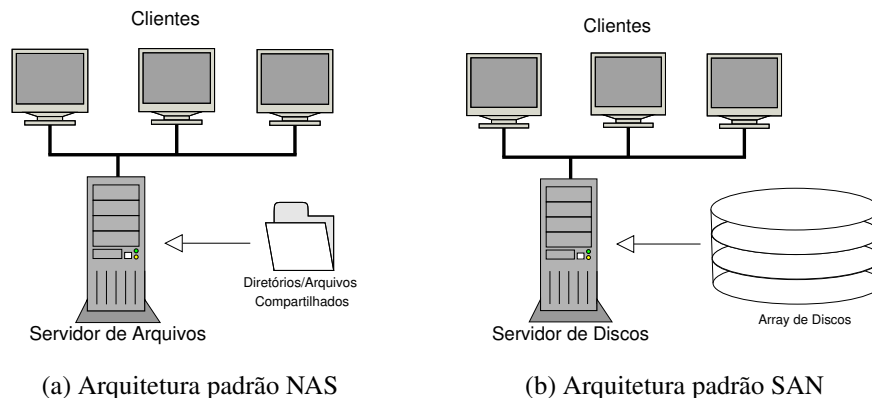 Clientes
Servidor de Arquivos
Diretórios/Arquivos
Compartilhados
(a) Arquitetura padrão NAS
Clientes
Servidor de Discos
Array de Discos
(b) Arquitetura padrão SAN